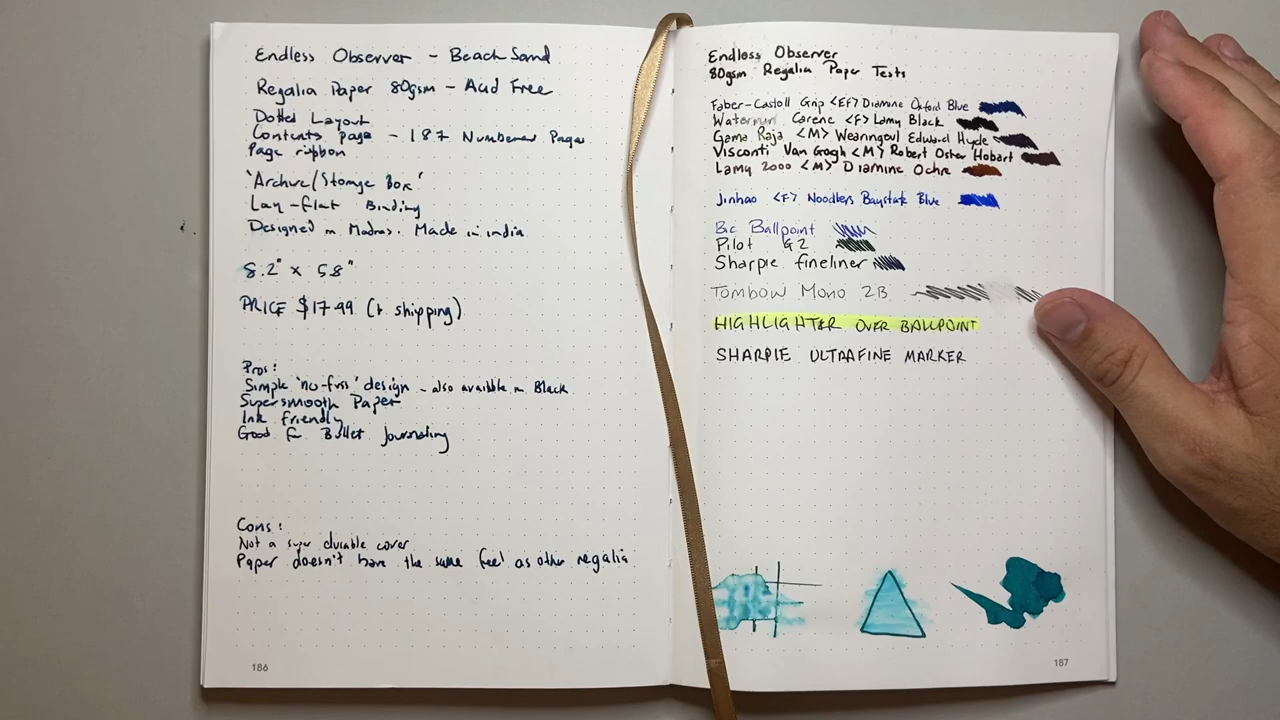 Endless Observer - Beach Sand
Regalia Paper 80gsm - Acid Free
Dotted Layout
Contents page - 187 Numbered Pages
Page ribbon
'Archive/Storage Box'
Lay-flat Binding
Designed in Madras. Made in india.
8.2" x 5.8"
PRICE $17.99 (+ shipping)
Pros:
Simple 'no-fuss' design - also available in Black
Supersmooth Paper
Ink friendly
Good for Bullet Journaling
Cons:
Not a super durable cover
Paper doesn't have the same feel as other regalia
186
Endless Observer
80gsm Regalia Paper Tests
Faber-Castell Grip <EF> Diamine Oxford Blue
Waterman Carene <F> Lamy Black
Gama Raja <M> Wearingeul Edward Hyde
Visconti Van Gogh <M> Robert Oster Hobart
Lamy 2000 <M> Diamine Ochre
Jinhao <F> Noodlers Baystate Blue
Bic Ballpoint
Pilot G2
Sharpie fineliner
Tombow Mono 2B
HIGHLIGHTER OVER BALLPOINT
SHARPIE ULTRAFINE MARKER
187